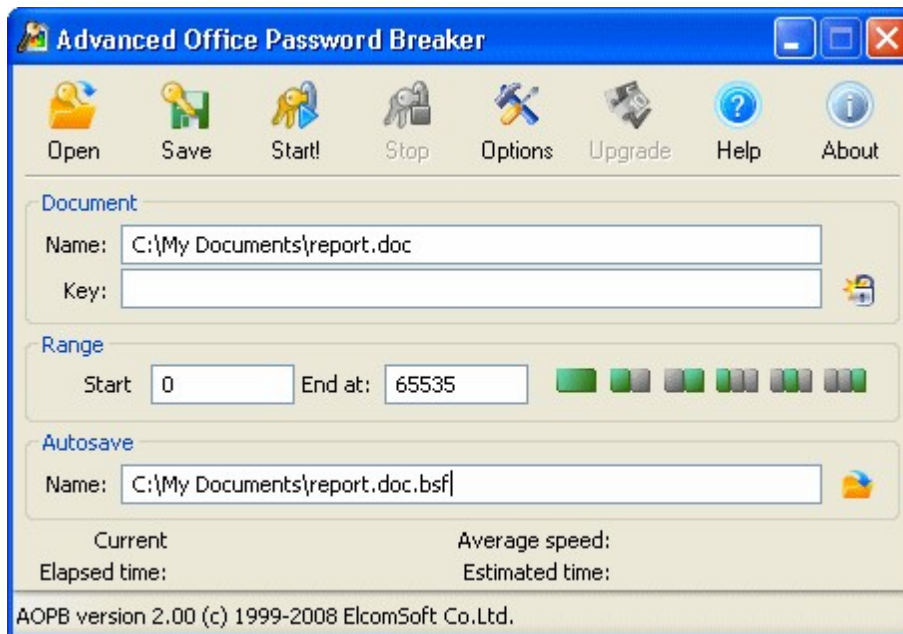 Advanced Office Password Breaker
Open Save Start! Stop Options Upgrade Help About
Document
Name: C:\My Documents\report.doc
Key:
Range
Start 0 End at: 65535
Autosave
Name: C:\My Documents\report.doc.bsf
Current Average speed:
Elapsed time: Estimated time:
AOPB version 2.00 (c) 1999-2008 ElcomSoft Co.Ltd.